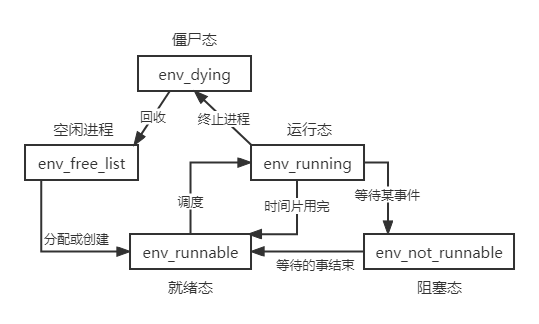 僵尸态
env_dying
回收
终止进程
空闲进程
运行态
env_free_list
env_running
调度
时间片用完
等待某事件
分配或创建
env_runnable
env_not_runnable
等待的事结束
就绪态
阻塞态